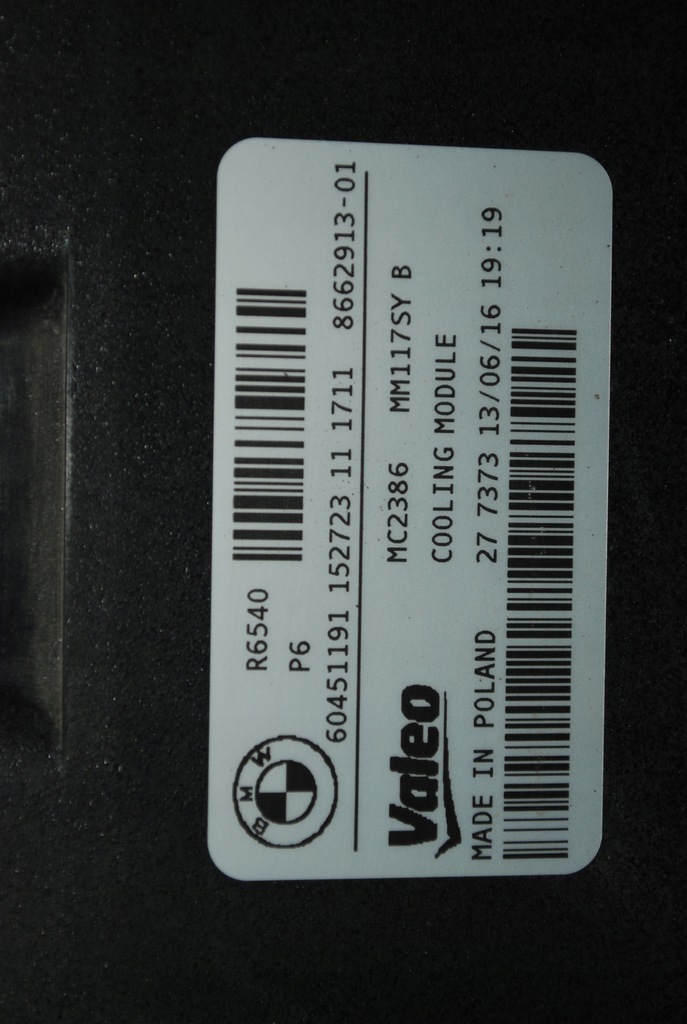 BMW
R6540
P6
60451191 152723 11 1711 8662913-01
Valeo
MC2386 MM117SY B
COOLING MODULE
MADE IN POLAND 27 7373 13/06/16 19:19